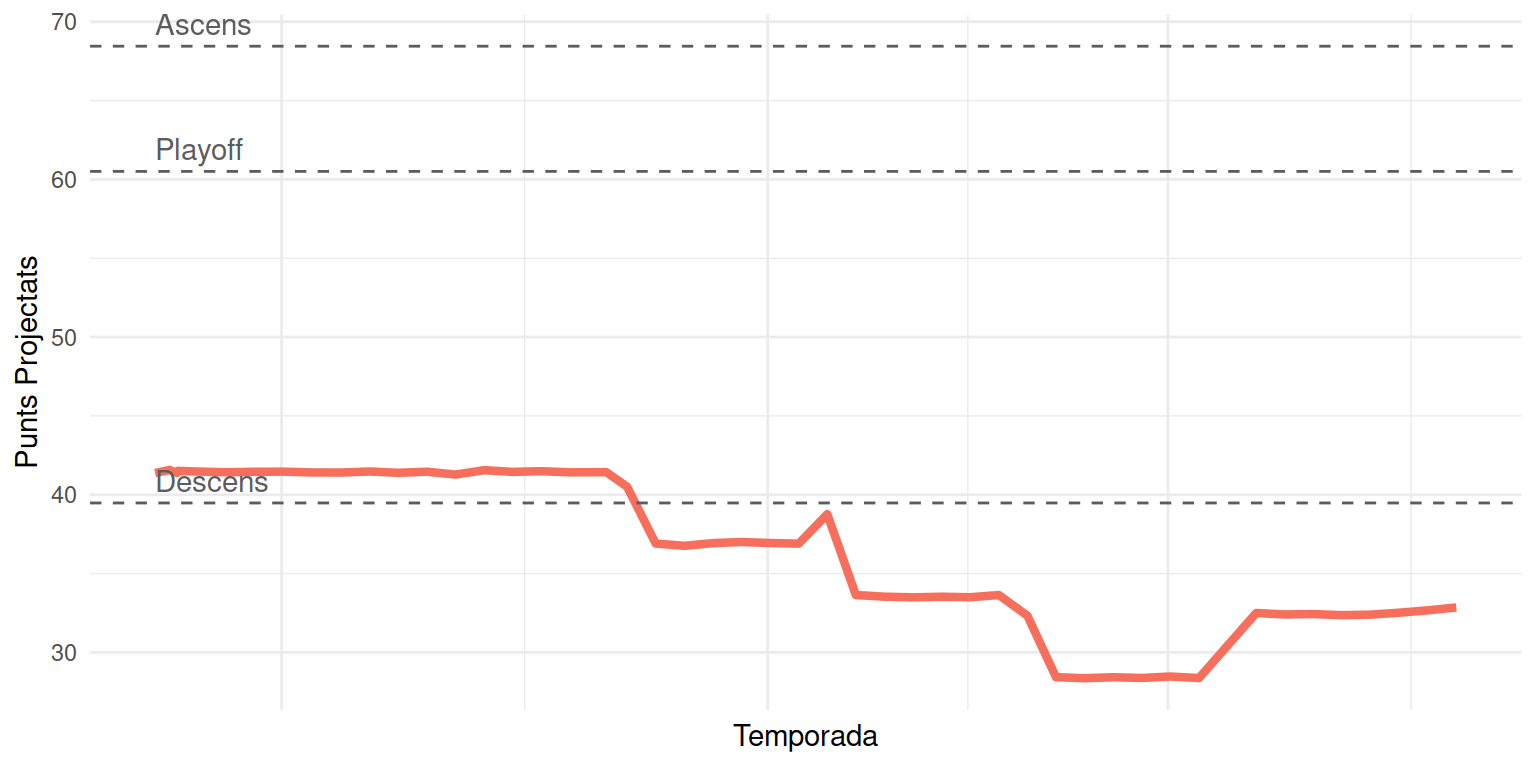 70
Ascens
Playoff
60
50
Punts Projectats
Descens
40
30
Temporada